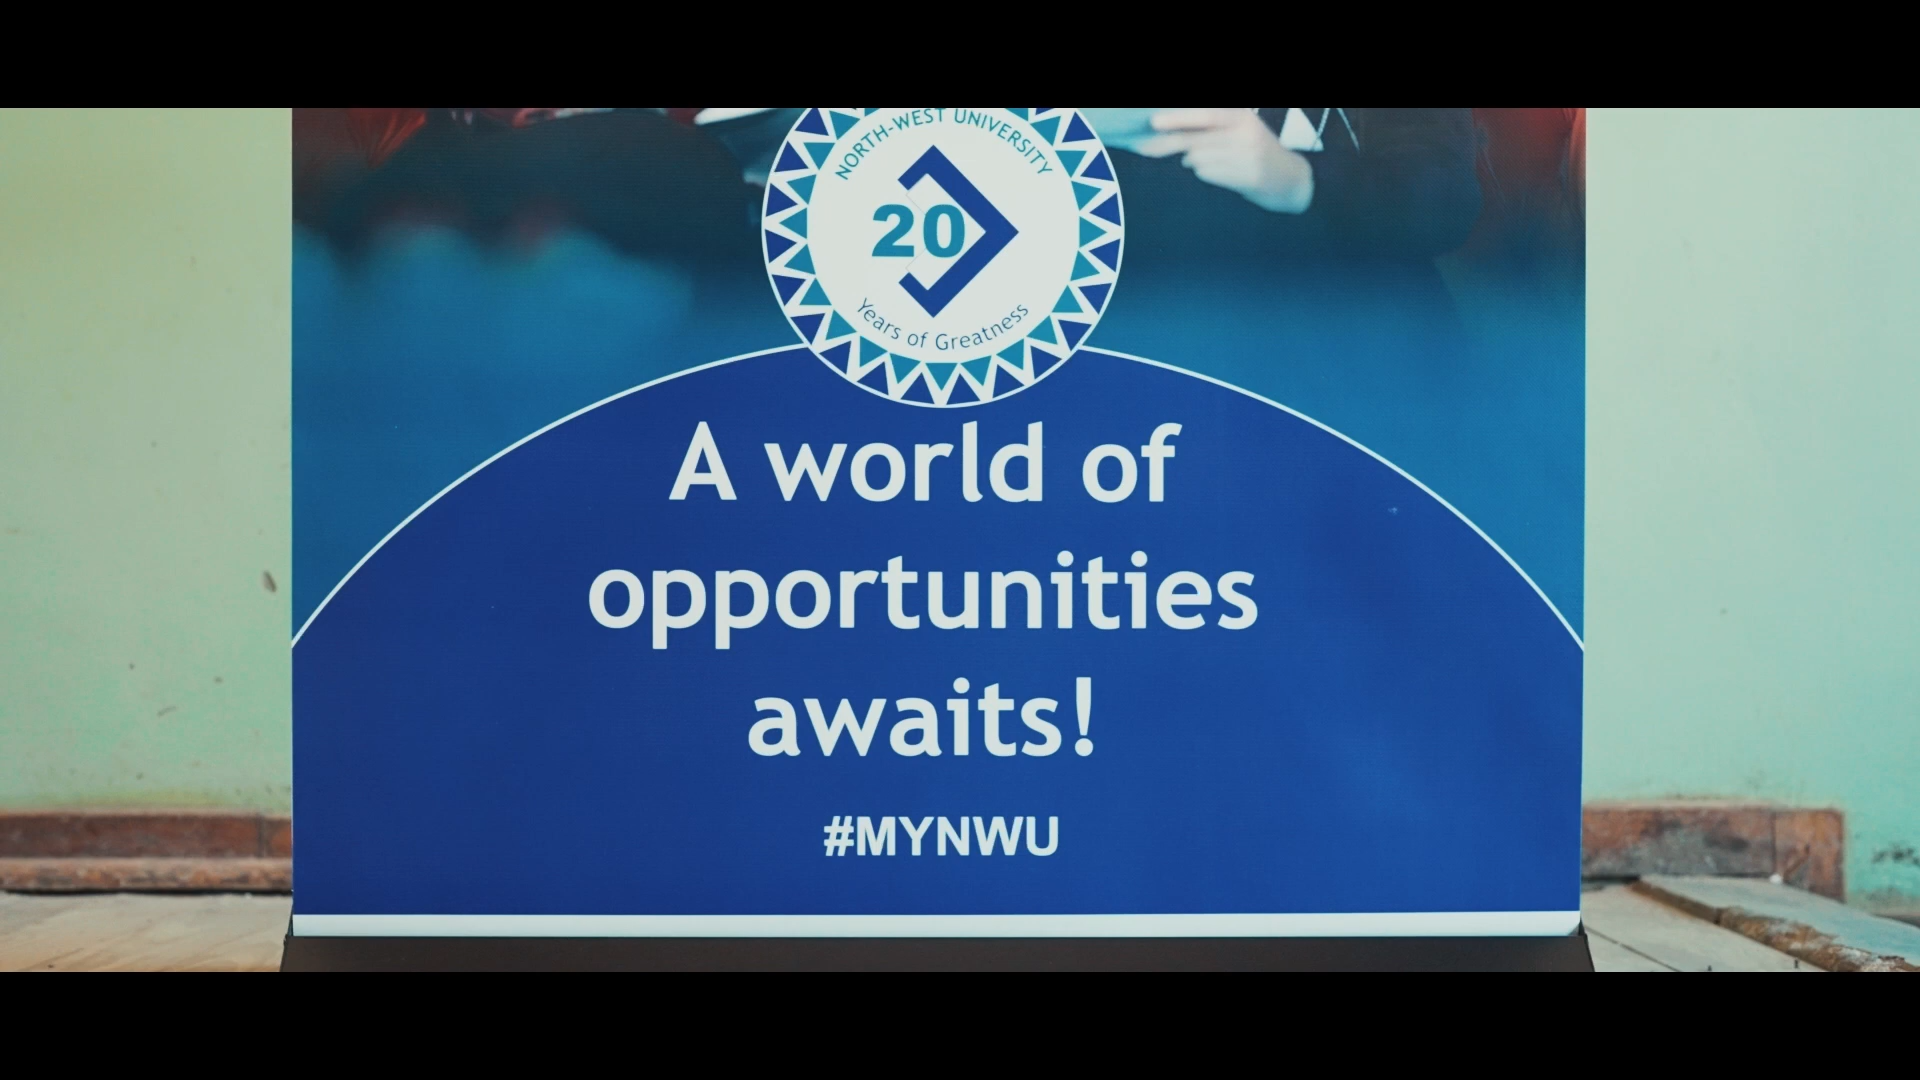 NORTH-WEST UNIVERSITY
20
Years of Greatness
A world of
opportunities
awaits!
#MYNWU